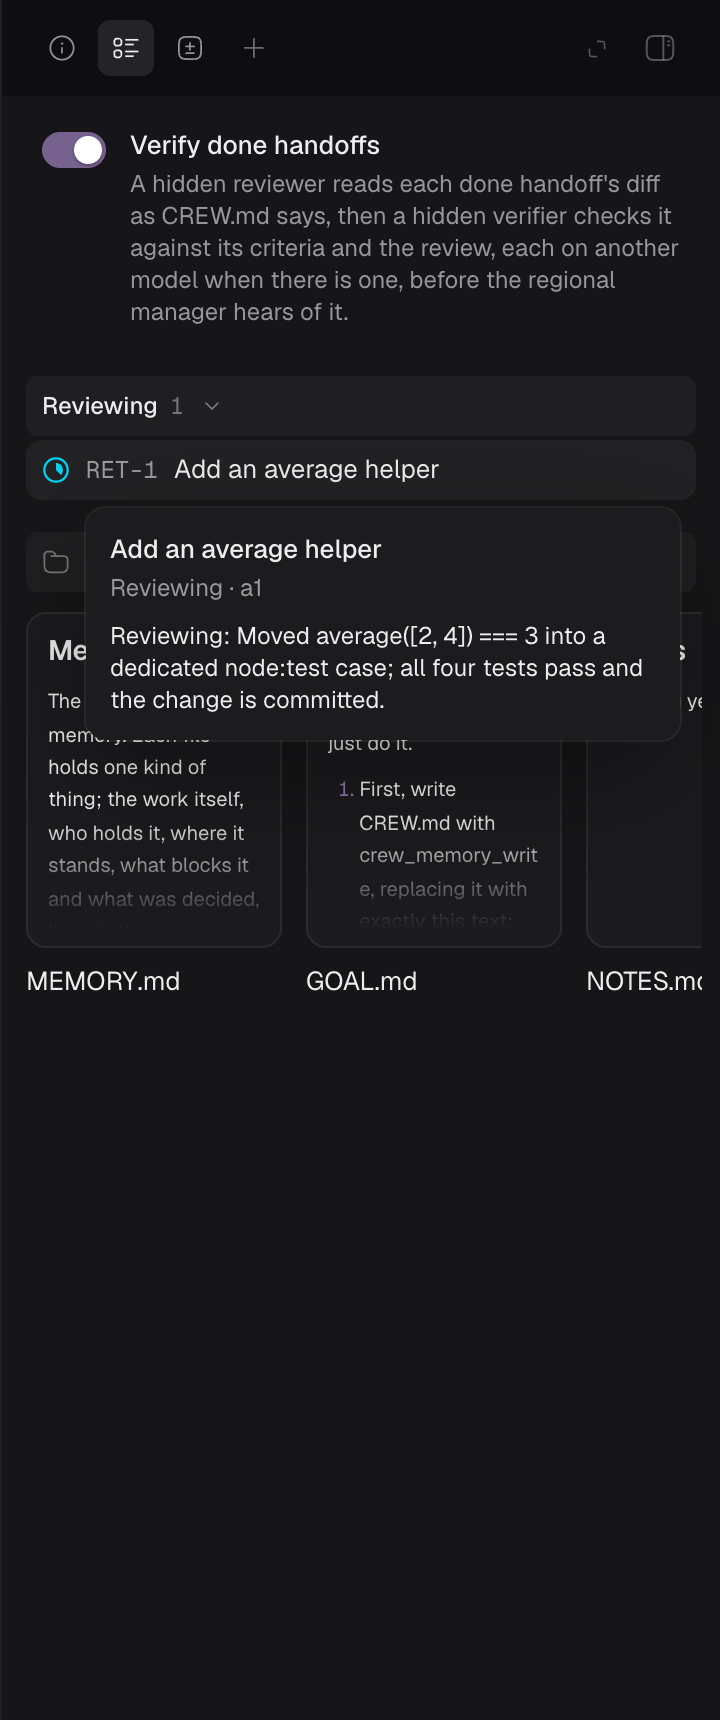 Verify done handoffs
A hidden reviewer reads each done handoff's diff
as CREW.md says, then a hidden verifier checks it
against its criteria and the review, each on another
model when there is one, before the regional
manager hears of it.
Reviewing 1
RET-1 Add an average helper
Add an average helper
Reviewing · a1
Reviewing: Moved average([2, 4]) === 3 into a
dedicated node:test case; all four tests pass and
the change is committed.
Me
The
memory. Each file
holds one kind of
thing; the work itself,
who holds it, where it
stands, what blocks it
and what was decided,
just do it.
1. First, write
CREW.md with
crew_memory_writ
e, replacing it with
exactly this text:
s
ye
MEMORY.md
GOAL.md
NOTES.md